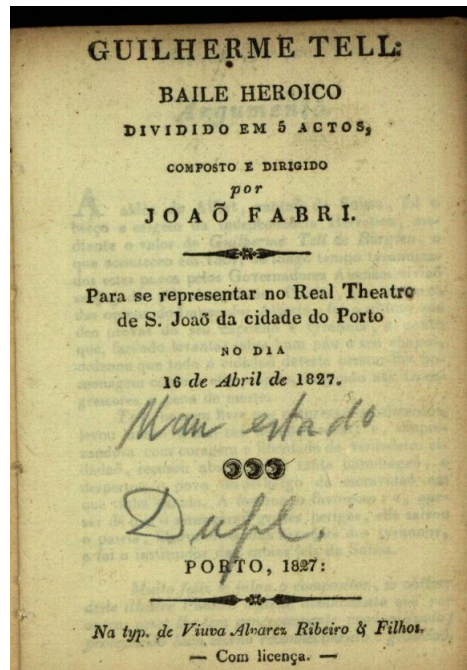 GUILHERME TELL:
BAILE HEROICO
DIVIDIDO EM 5 ACTOS,
COMPOSTO E DIRIGIDO
por
JOAÕ FABRI.
Para se representar no Real Theatro
de S. Joaõ da cidade do Porto
NO DIA
16 de Abril de 1827.
Mau estado
Dupl.
PORTO, 1827:
Na typ. de Viuva Alvarez Ribeiro & Filhos.
— Com licença. —